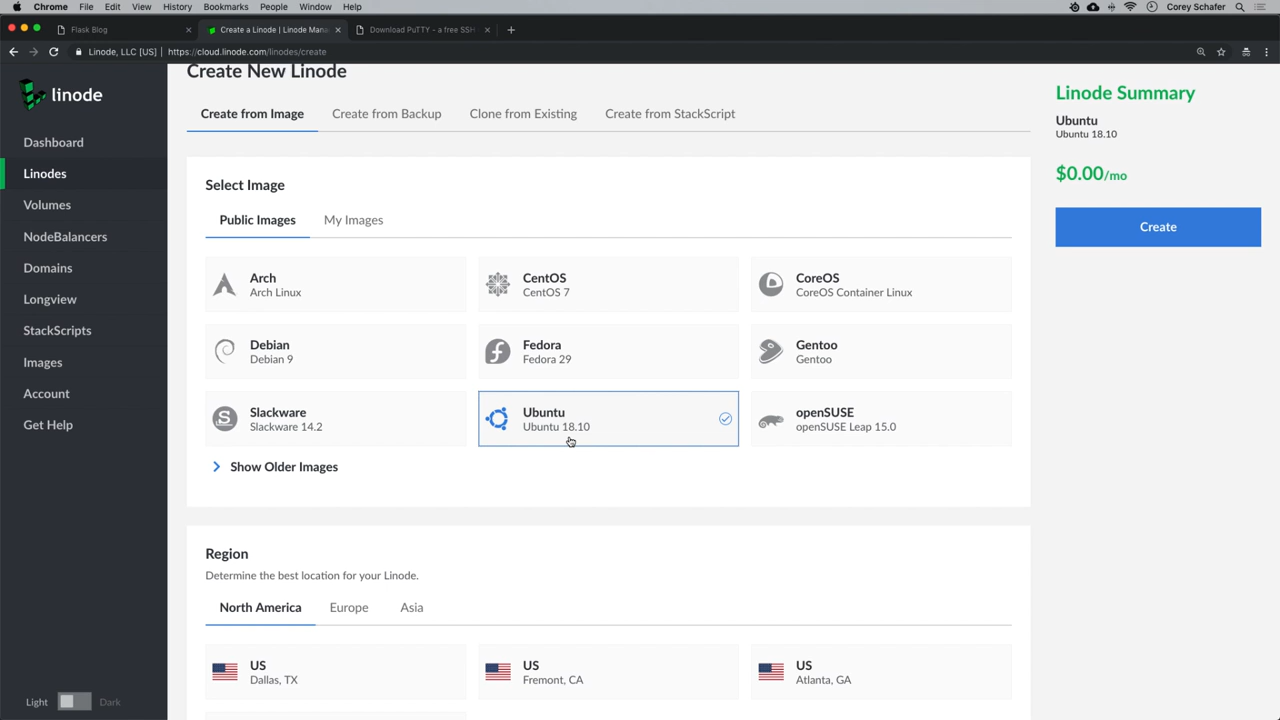 Chrome File Edit View History Bookmarks People Window Help Corey Schafer
Flask Blog
Create a Linode | Linode Man
Download PuTTY - a free SSH
Linode, LLC [US] https://cloud.linode.com/linodes/create
linode
Dashboard
Linodes
Volumes
NodeBalancers
Domains
Longview
StackScripts
Images
Account
Get Help
Light Dark
Create New Linode
Create from Image Create from Backup Clone from Existing Create from StackScript
Select Image
Public Images My Images
Arch
Arch Linux
CentOS
CentOS 7
CoreOS
CoreOS Container Linux
Debian
Debian 9
Fedora
Fedora 29
Gentoo
Gentoo
Slackware
Slackware 14.2
Ubuntu
Ubuntu 18.10
openSUSE
openSUSE Leap 15.0
Show Older Images
Region
Determine the best location for your Linode.
North America Europe Asia
US
Dallas, TX
US
Fremont, CA
US
Atlanta, GA
Linode Summary
Ubuntu
Ubuntu 18.10
$0.00/mo
Create